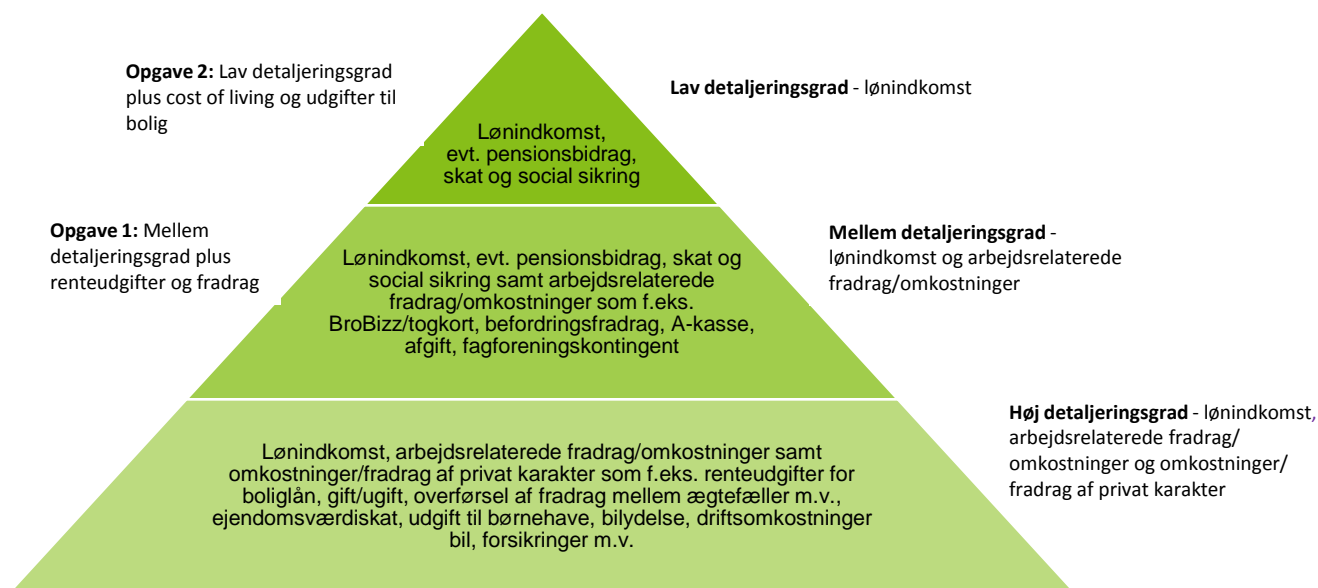 Opgave 2: Lav detaljeringsgrad
plus cost of living og udgifter til
bolig
Lav detaljeringsgrad - lønindkomst
Lønindkomst,
evt. pensionsbidrag,
skat og social sikring
Opgave 1: Mellem
detaljeringsgrad plus
renteudgifter og fradrag
Mellem detaljeringsgrad -
lønindkomst og arbejdsrelaterede
fradrag/omkostninger
Lønindkomst, evt. pensionsbidrag, skat og
social sikring samt arbejdsrelaterede
fradrag/omkostninger som f.eks.
BroBizz/togkort, befordringsfradrag, A-kasse,
afgift, fagforeningskontingent
Høj detaljeringsgrad - lønindkomst,
arbejdsrelaterede fradrag/
omkostninger og omkostninger/
fradrag af privat karakter
Lønindkomst, arbejdsrelaterede fradrag/omkostninger samt
omkostninger/fradrag af privat karakter som f.eks. renteudgifter for
boliglån, gift/ugift, overførsel af fradrag mellem ægtefæller m.v.,
ejendomsværdiskat, udgift til børnehave, bilydelse, driftsomkostninger
bil, forsikringer m.v.